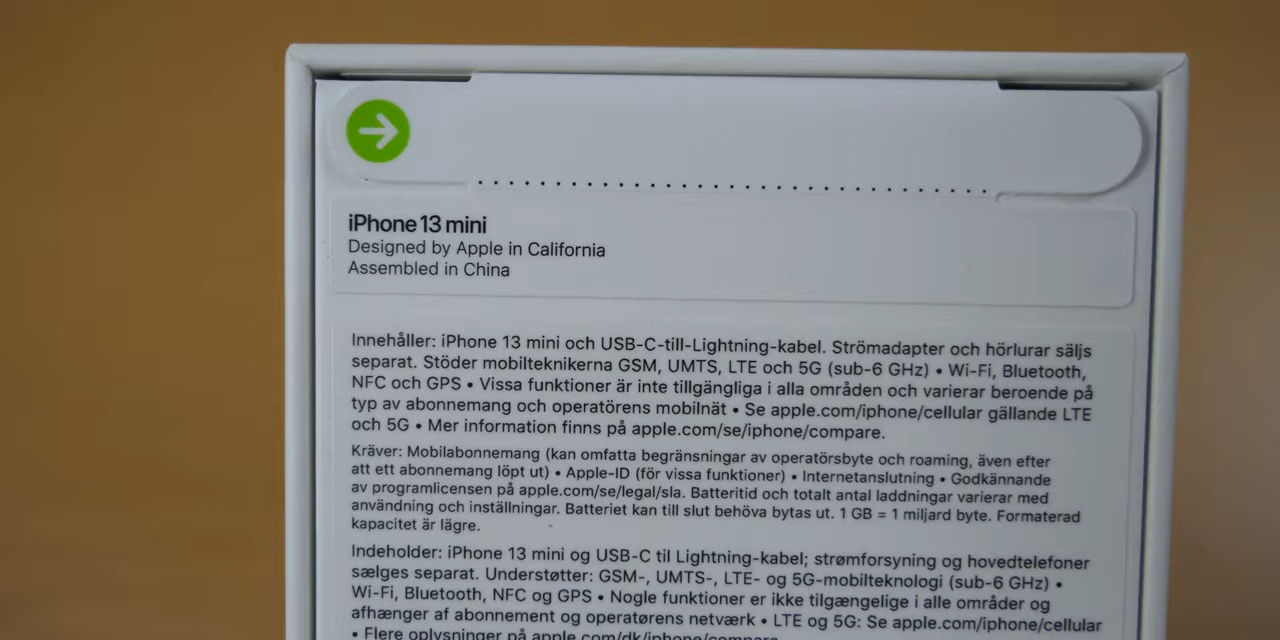 iPhone 13 mini
Designed by Apple in California
Assembled in China
Innehåller: iPhone 13 mini och USB-C-till-Lightning-kabel. Strömadapter och hörlurar säljs
separat. Stöder mobilteknikerna GSM, UMTS, LTE och 5G (sub-6 GHz) • Wi-Fi, Bluetooth,
NFC och GPS • Vissa funktioner är inte tillgängliga i alla områden och varierar beroende på
typ av abonnemang och operatörens mobilnät • Se apple.com/iphone/cellular gällande LTE
och 5G • Mer information finns på apple.com/se/iphone/compare.
Kräver: Mobilabonnemang (kan omfatta begränsningar av operatörsbyte och roaming, även efter
att ett abonnemang löpt ut) • Apple-ID (för vissa funktioner) • Internetanslutning • Godkännande
av programlicensen på apple.com/se/legal/sla. Batteritid och totalt antal laddningar varierar med
användning och inställningar. Batteriet kan till slut behöva bytas ut. 1 GB = 1 miljard byte. Formaterad
kapacitet är lägre.
Indeholder: iPhone 13 mini og USB-C til Lightning-kabel; strømforsyning og hovedtelefoner
sælges separat. Understøtter: GSM-, UMTS-, LTE- og 5G-mobilteknologi (sub-6 GHz) •
Wi-Fi, Bluetooth, NFC og GPS • Nogle funktioner er ikke tilgængelige i alle områder og
afhænger af abonnement og operatørens netværk • LTE og 5G: Se apple.com/iphone/cellular
• Flere oplysninger på apple.com/dk/iphone/compare